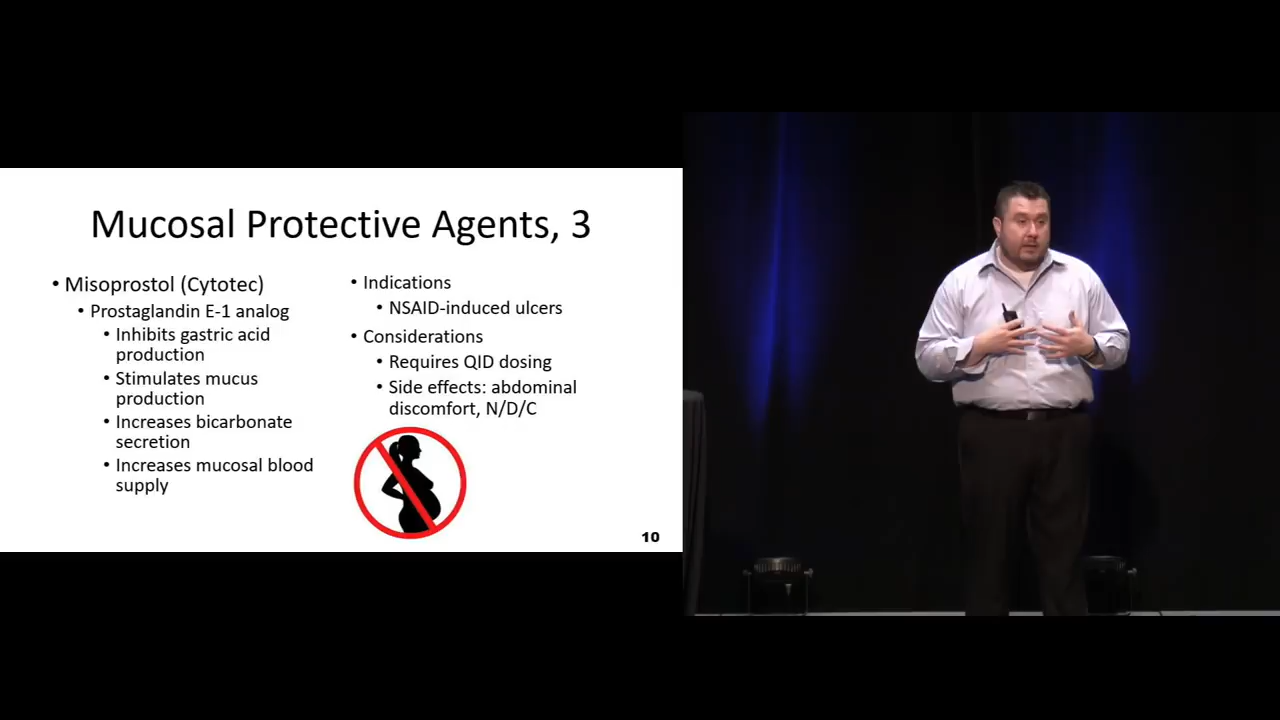 Mucosal Protective Agents, 3
• Misoprostol (Cytotec)
• Prostaglandin E-1 analog
• Inhibits gastric acid
production
• Stimulates mucus
production
• Increases bicarbonate
secretion
• Increases mucosal blood
supply
• Indications
• NSAID-induced ulcers
• Considerations
• Requires QID dosing
• Side effects: abdominal
discomfort, N/D/C
10